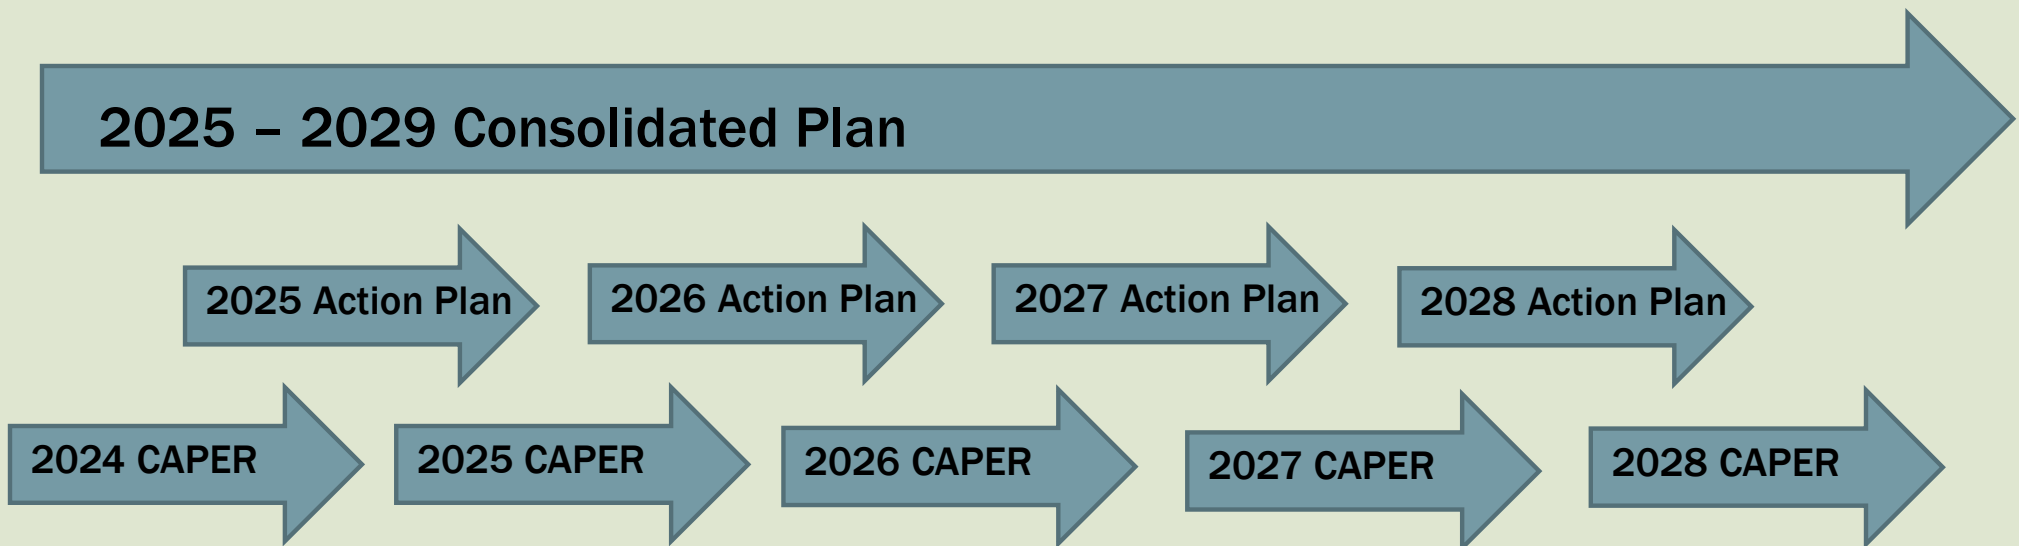 2025 – 2029 Consolidated Plan
2025 Action Plan
2026 Action Plan
2027 Action Plan
2028 Action Plan
2024 CAPER
2025 CAPER
2026 CAPER
2027 CAPER
2028 CAPER